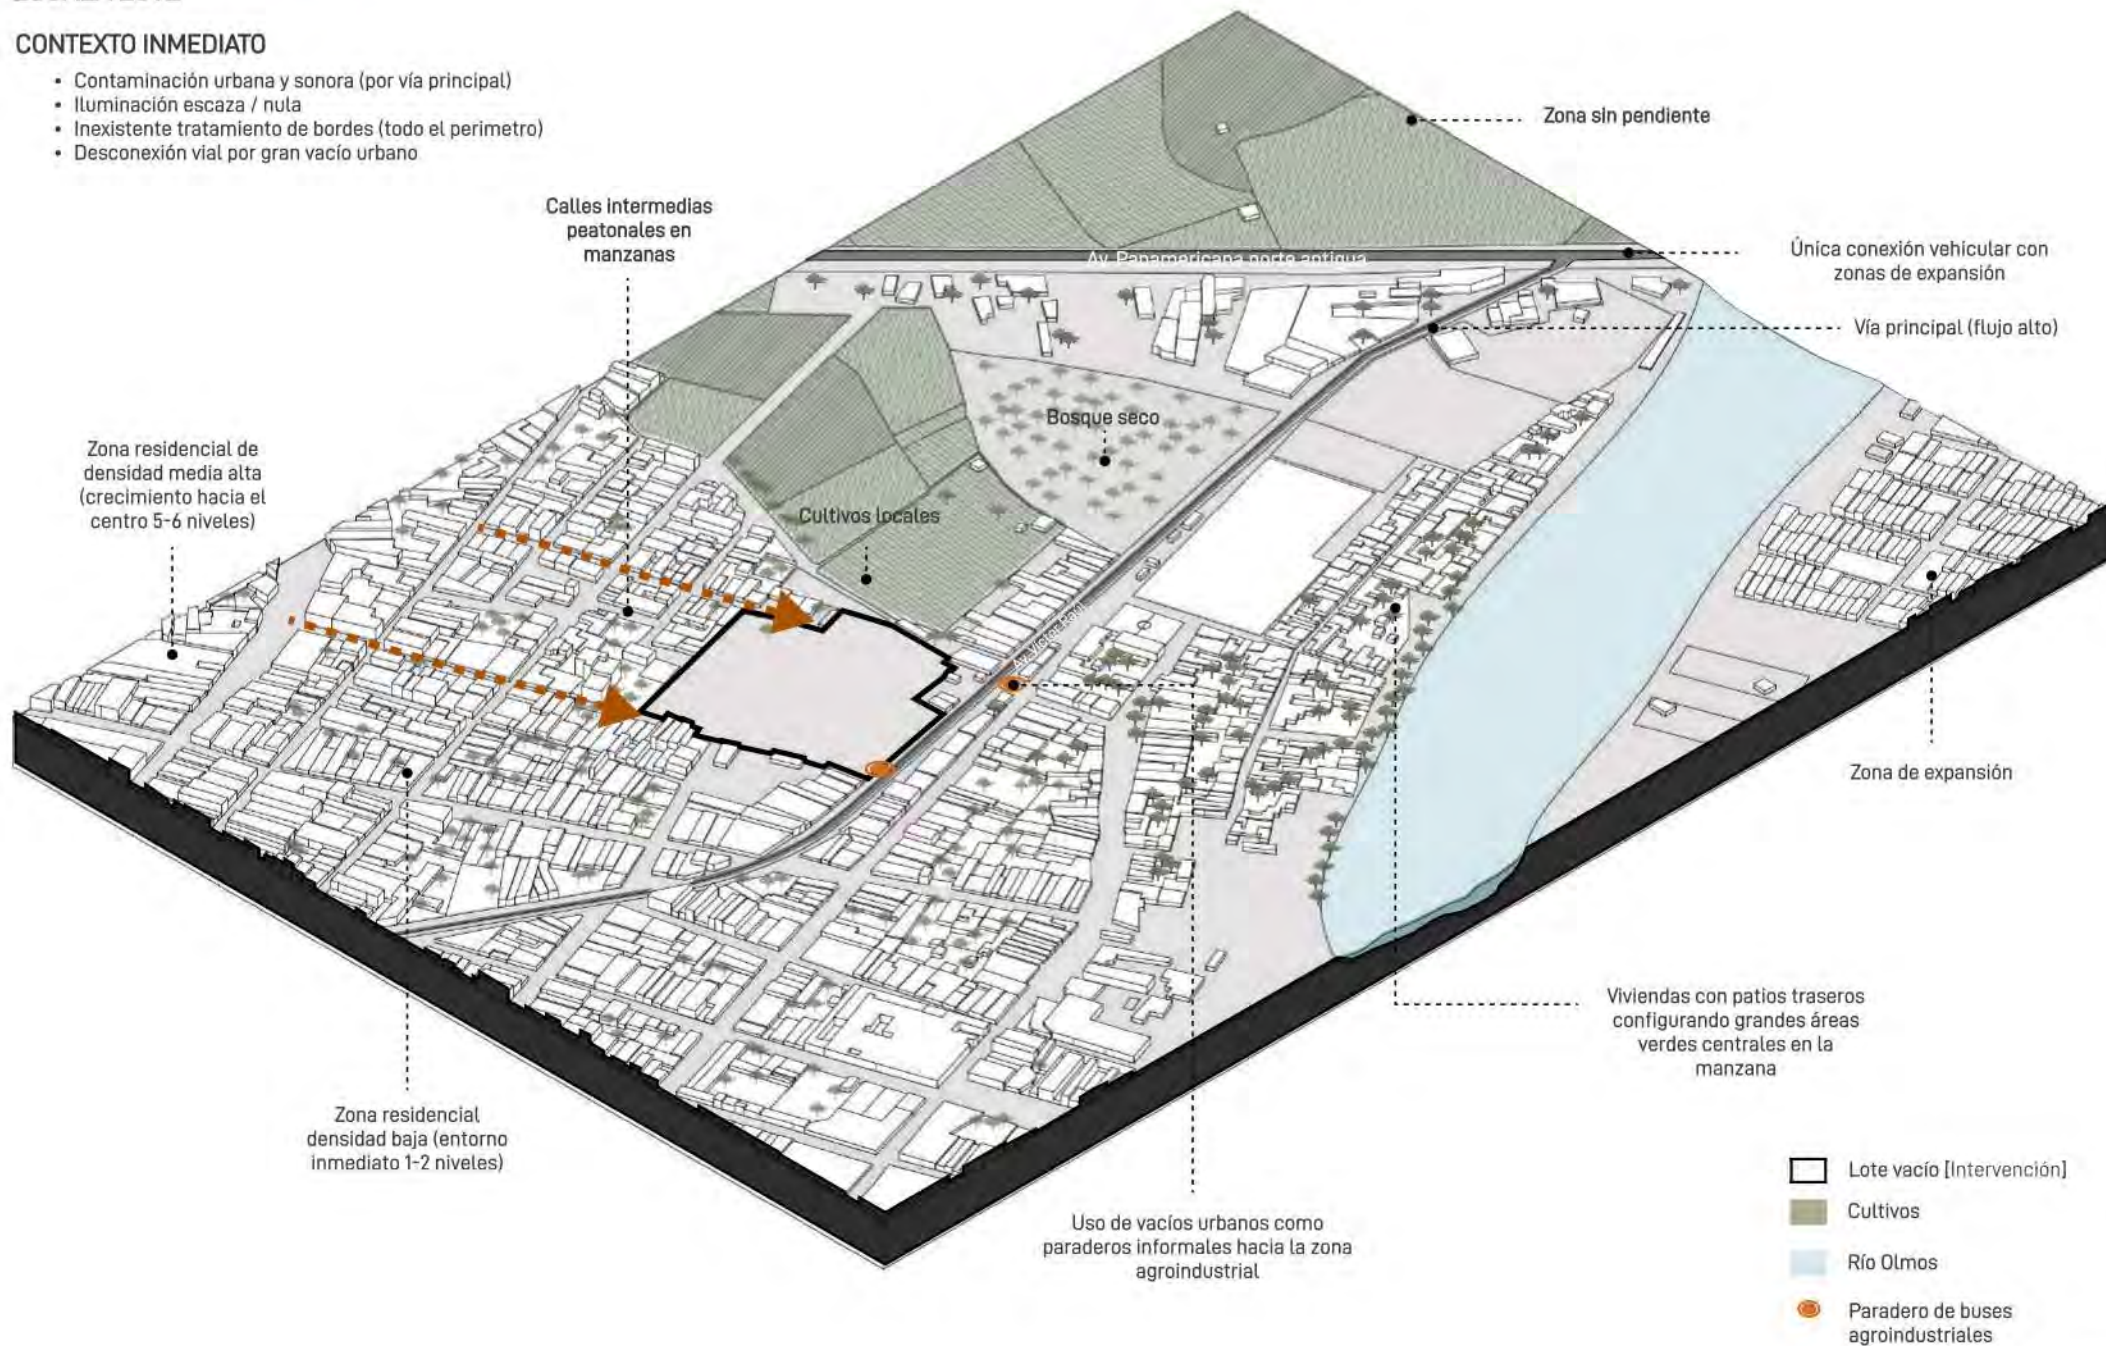 CONTEXTO INMEDIATO
• Contaminación urbana y sonora (por vía principal)
• Iluminación escaza / nula
• Inexistente tratamiento de bordes (todo el perimetro)
• Desconexión vial por gran vacío urbano
Zona sin pendiente
Calles intermedias
peatonales en
manzanas
Única conexión vehicular con
zonas de expansión
Av. Panamericana norte antigua
Vía principal (flujo alto)
Bosque seco
Zona residencial de
densidad media alta
(crecimiento hacia el
centro 5-6 niveles)
Cultivos locales
Av. Víctor Raúl
Zona de expansión
Viviendas con patios traseros
configurando grandes áreas
verdes centrales en la
manzana
Zona residencial
densidad baja (entorno
inmediato 1-2 niveles)
Uso de vacíos urbanos como
paraderos informales hacia la zona
agroindustrial
Lote vacío [Intervención]
Cultivos
Río Olmos
Paradero de buses
agroindustriales